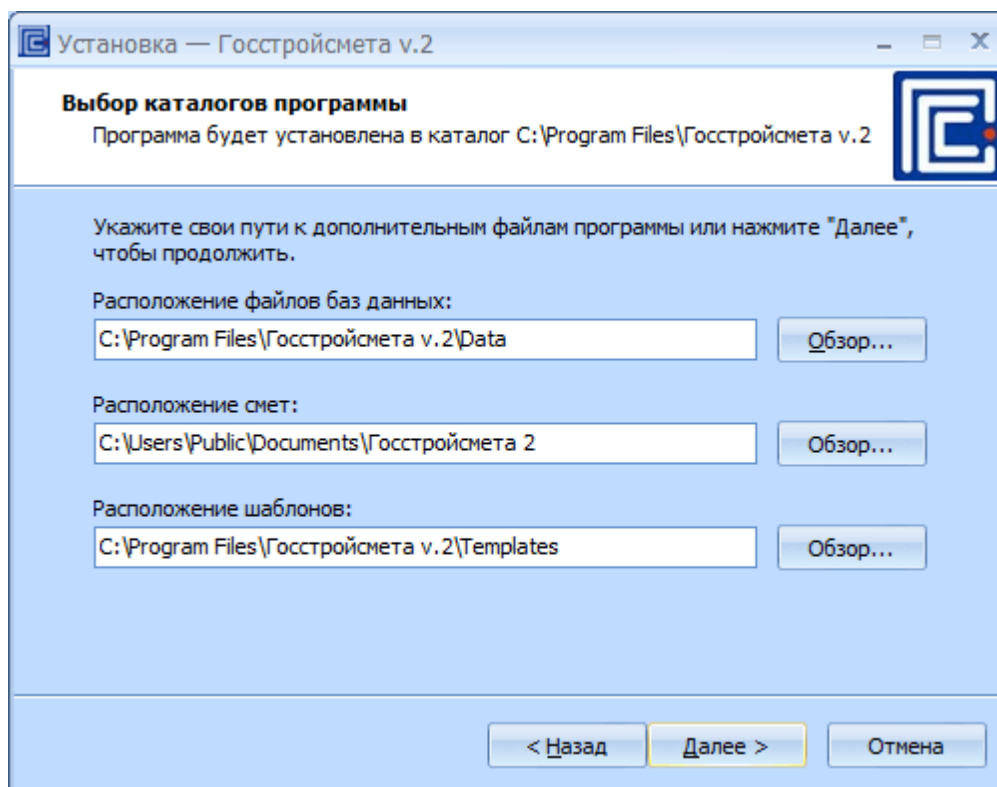 Установка — Госстройсмета v.2
Выбор каталогов программы
Программа будет установлена в каталог C:\Program Files\Госстройсмета v.2
Укажите свои пути к дополнительным файлам программы или нажмите "Далее",
чтобы продолжить.
Расположение файлов баз данных:
C:\Program Files\Госстройсмета v.2\Data
Обзор...
Расположение смет:
C:\Users\Public\Documents\Госстройсмета 2
Обзор...
Расположение шаблонов:
C:\Program Files\Госстройсмета v.2\Templates
Обзор...
< Назад Далее > Отмена